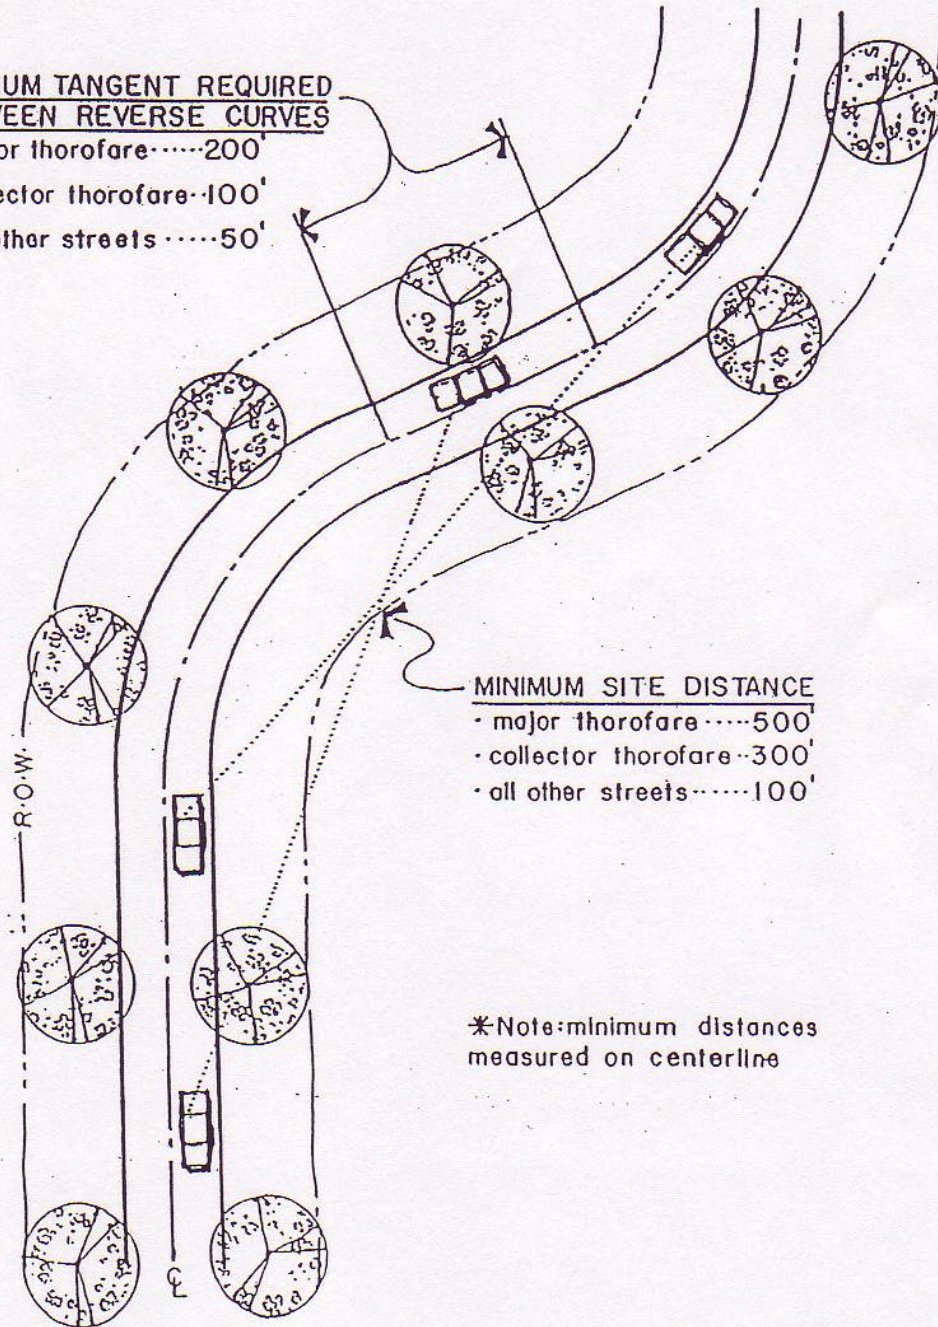 UM TANGENT REQUIRED
EEN REVERSE CURVES
or thorofare······200'
ector thorofare··100'
ther streets ·····50'
MINIMUM SITE DISTANCE
· major thorofare ·····500'
· collector thorofare··300'
· all other streets·······100'
R·O·W·
*Note:minimum distances
measured on centerline
CL